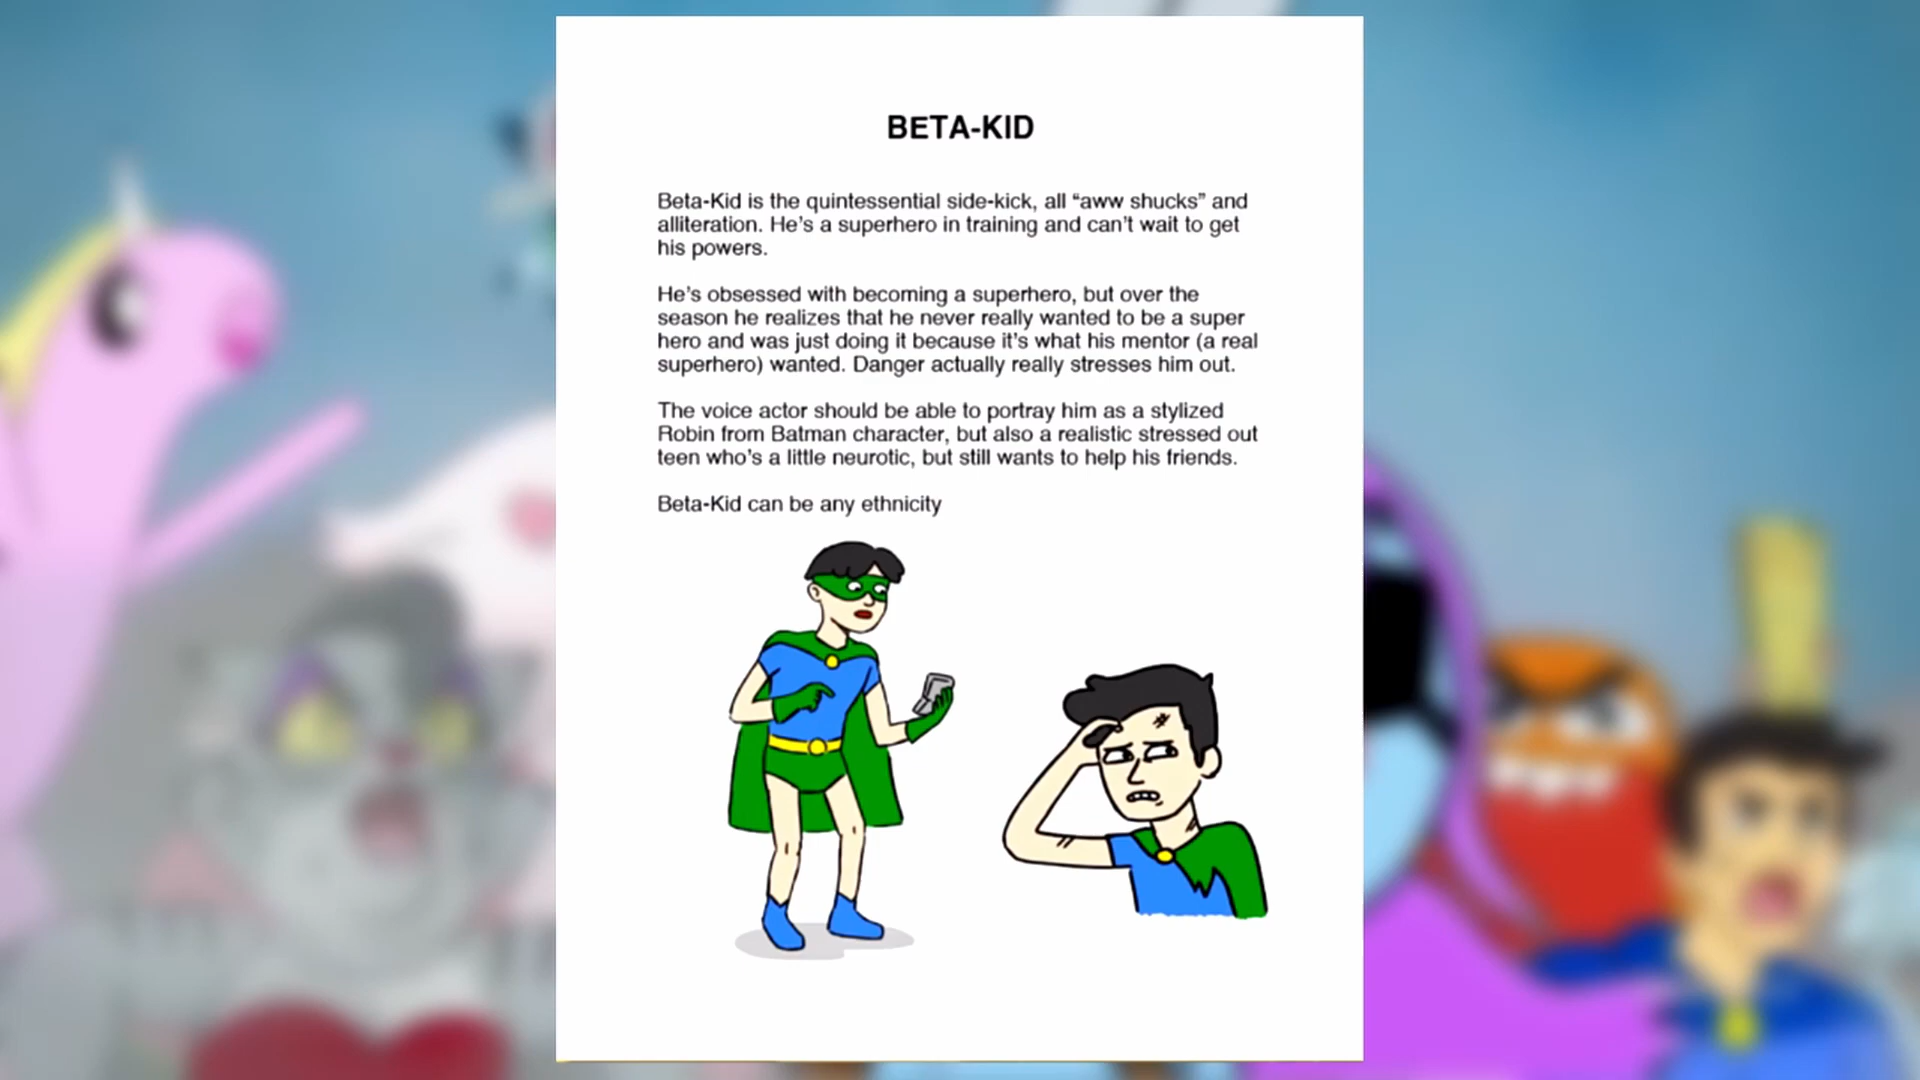 BETA-KID
Beta-Kid is the quintessential side-kick, all “aww shucks” and
alliteration. He’s a superhero in training and can’t wait to get
his powers.
He’s obsessed with becoming a superhero, but over the
season he realizes that he never really wanted to be a super
hero and was just doing it because it’s what his mentor (a real
superhero) wanted. Danger actually really stresses him out.
The voice actor should be able to portray him as a stylized
Robin from Batman character, but also a realistic stressed out
teen who’s a little neurotic, but still wants to help his friends.
Beta-Kid can be any ethnicity